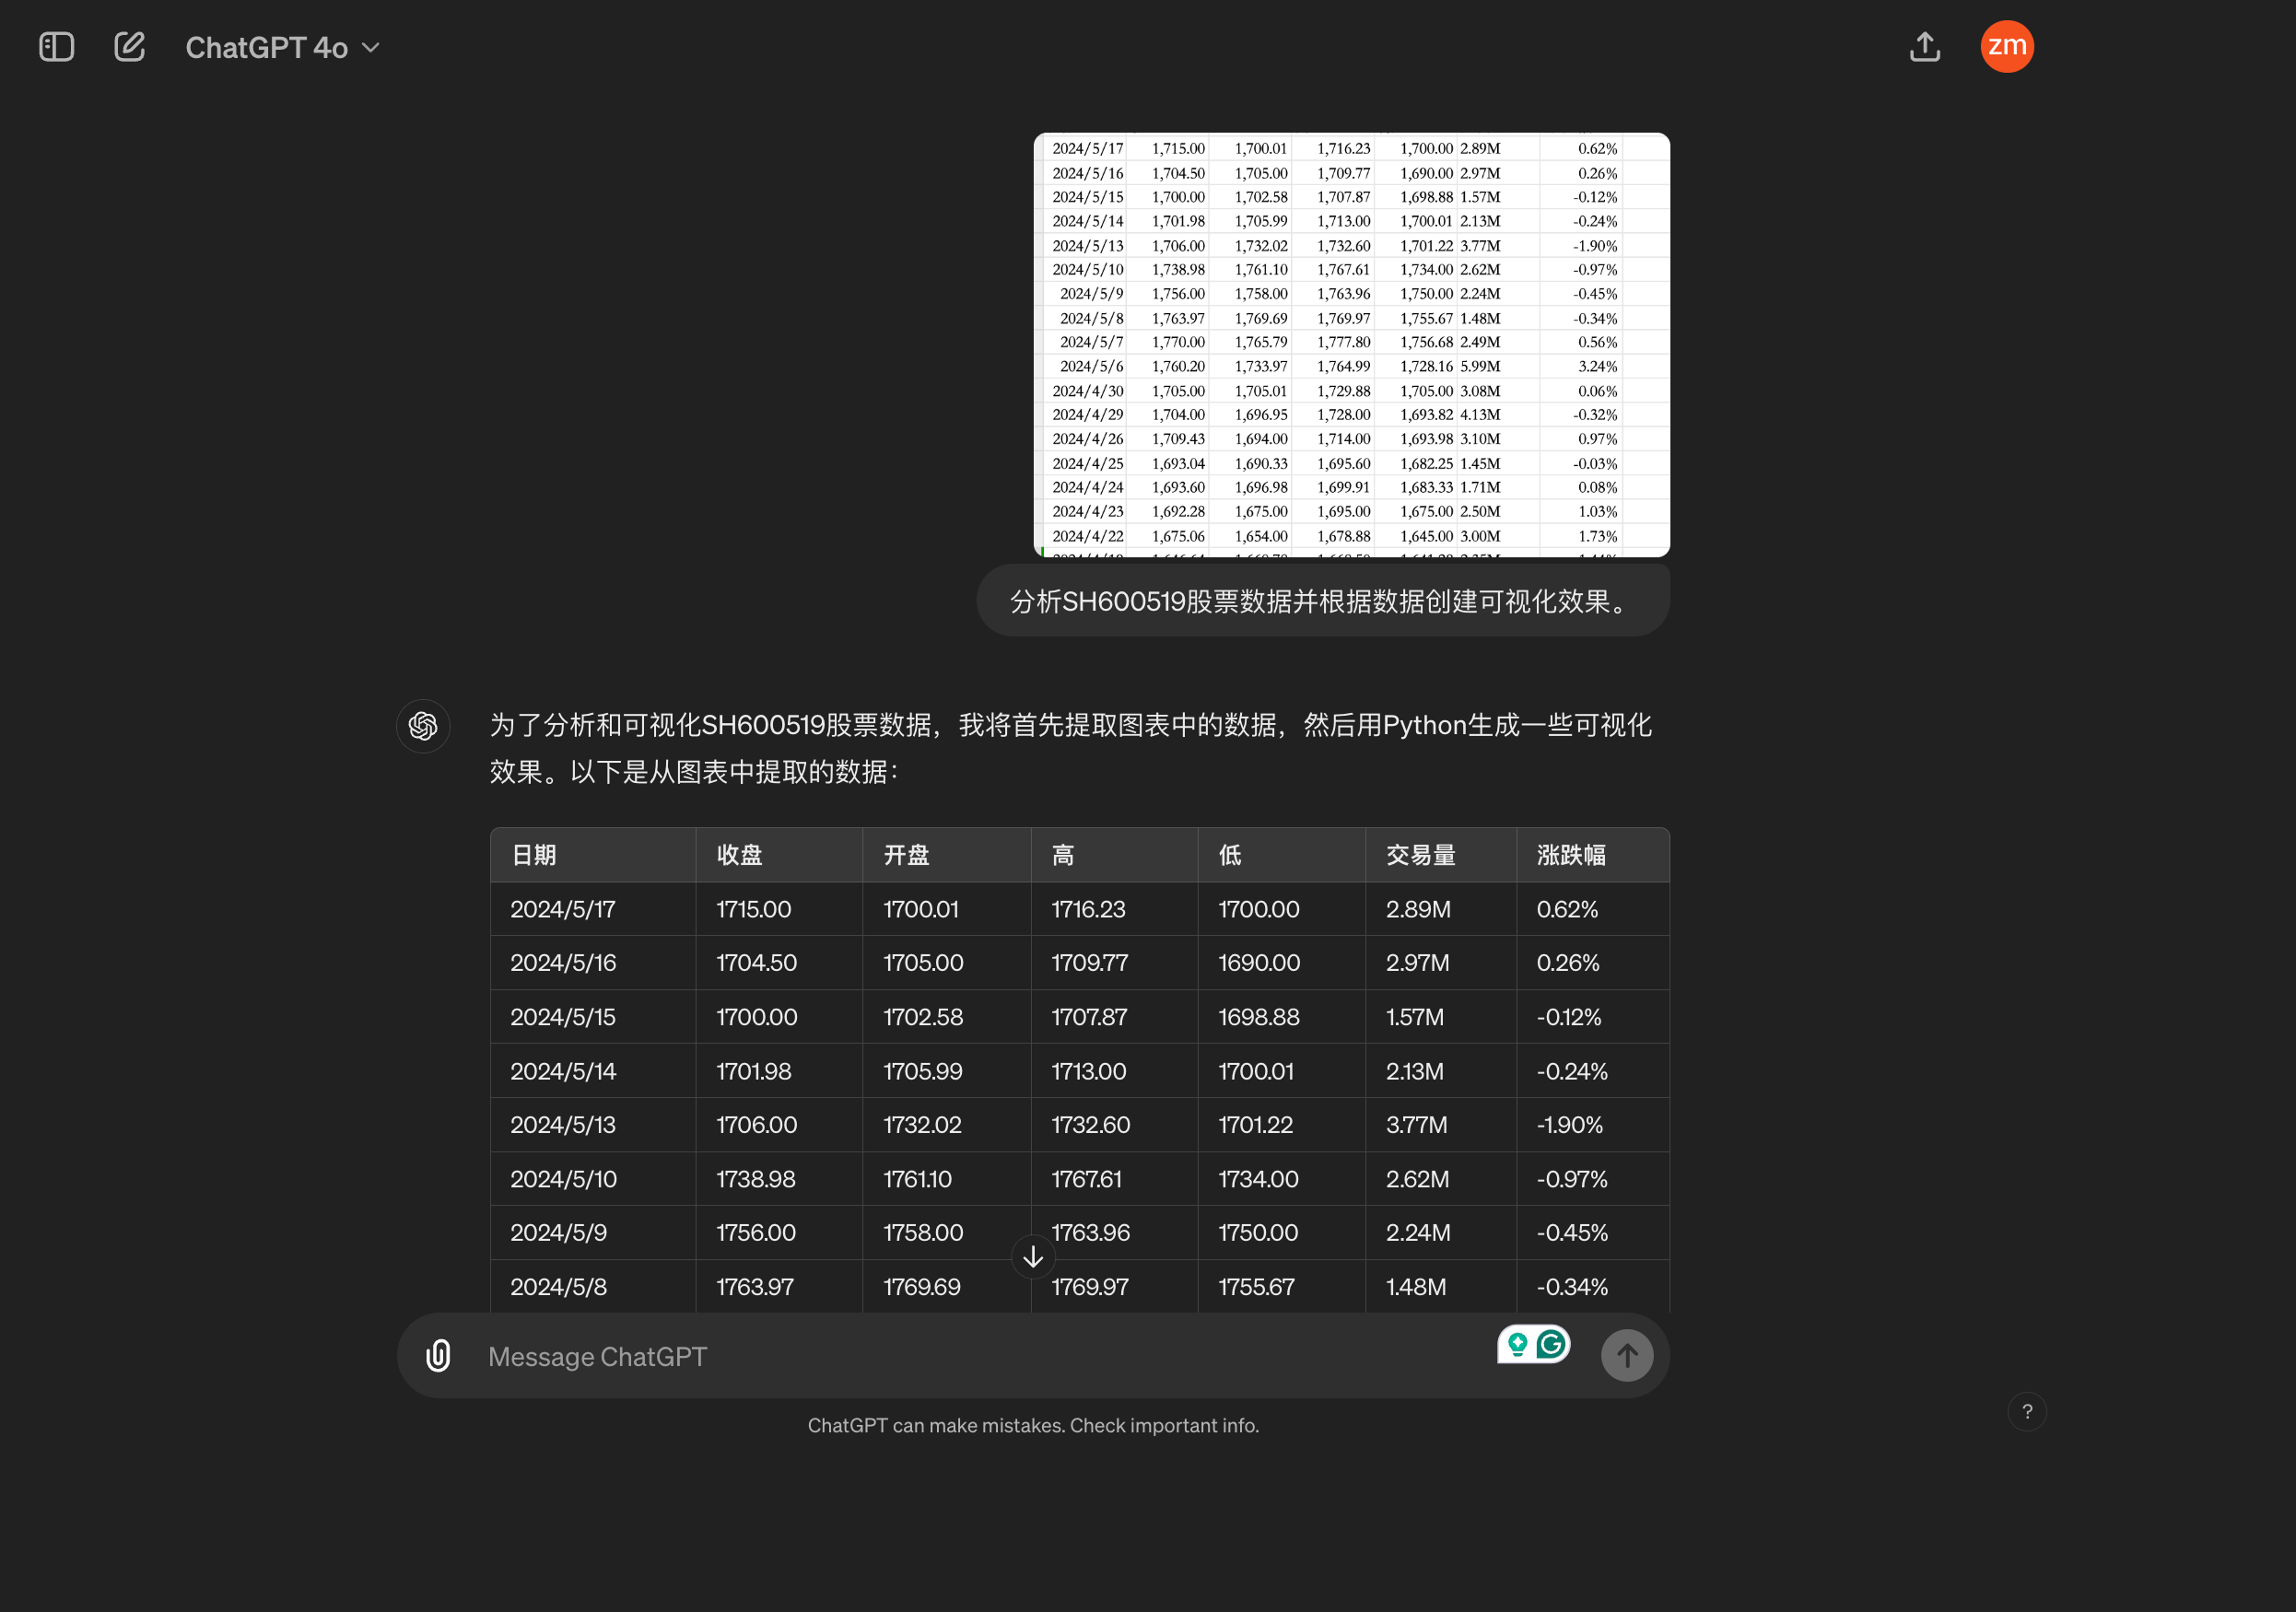 ChatGPT 4o
zm
2024/5/17 1,715.00 1,700.01 1,716.23 1,700.00 2.89M 0.62%
2024/5/16 1,704.50 1,705.00 1,709.77 1,690.00 2.97M 0.26%
2024/5/15 1,700.00 1,702.58 1,707.87 1,698.88 1.57M -0.12%
2024/5/14 1,701.98 1,705.99 1,713.00 1,700.01 2.13M -0.24%
2024/5/13 1,706.00 1,732.02 1,732.60 1,701.22 3.77M -1.90%
2024/5/10 1,738.98 1,761.10 1,767.61 1,734.00 2.62M -0.97%
2024/5/9 1,756.00 1,758.00 1,763.96 1,750.00 2.24M -0.45%
2024/5/8 1,763.97 1,769.69 1,769.97 1,755.67 1.48M -0.34%
2024/5/7 1,770.00 1,765.79 1,777.80 1,756.68 2.49M 0.56%
2024/5/6 1,760.20 1,733.97 1,764.99 1,728.16 5.99M 3.24%
2024/4/30 1,705.00 1,705.01 1,729.88 1,705.00 3.08M 0.06%
2024/4/29 1,704.00 1,696.95 1,728.00 1,693.82 4.13M -0.32%
2024/4/26 1,709.43 1,694.00 1,714.00 1,693.98 3.10M 0.97%
2024/4/25 1,693.04 1,690.33 1,695.60 1,682.25 1.45M -0.03%
2024/4/24 1,693.60 1,696.98 1,699.91 1,683.33 1.71M 0.08%
2024/4/23 1,692.28 1,675.00 1,695.00 1,675.00 2.50M 1.03%
2024/4/22 1,675.06 1,654.00 1,678.88 1,645.00 3.00M 1.73%
分析SH600519股票数据并根据数据创建可视化效果。
为了分析和可视化SH600519股票数据，我将首先提取图表中的数据，然后用Python生成一些可视化
效果。以下是从图表中提取的数据：
日期 收盘 开盘 高 低 交易量 涨跌幅
2024/5/17 1715.00 1700.01 1716.23 1700.00 2.89M 0.62%
2024/5/16 1704.50 1705.00 1709.77 1690.00 2.97M 0.26%
2024/5/15 1700.00 1702.58 1707.87 1698.88 1.57M -0.12%
2024/5/14 1701.98 1705.99 1713.00 1700.01 2.13M -0.24%
2024/5/13 1706.00 1732.02 1732.60 1701.22 3.77M -1.90%
2024/5/10 1738.98 1761.10 1767.61 1734.00 2.62M -0.97%
2024/5/9 1756.00 1758.00 1763.96 1750.00 2.24M -0.45%
2024/5/8 1763.97 1769.69 1769.97 1755.67 1.48M -0.34%
Message ChatGPT
ChatGPT can make mistakes. Check important info.
?